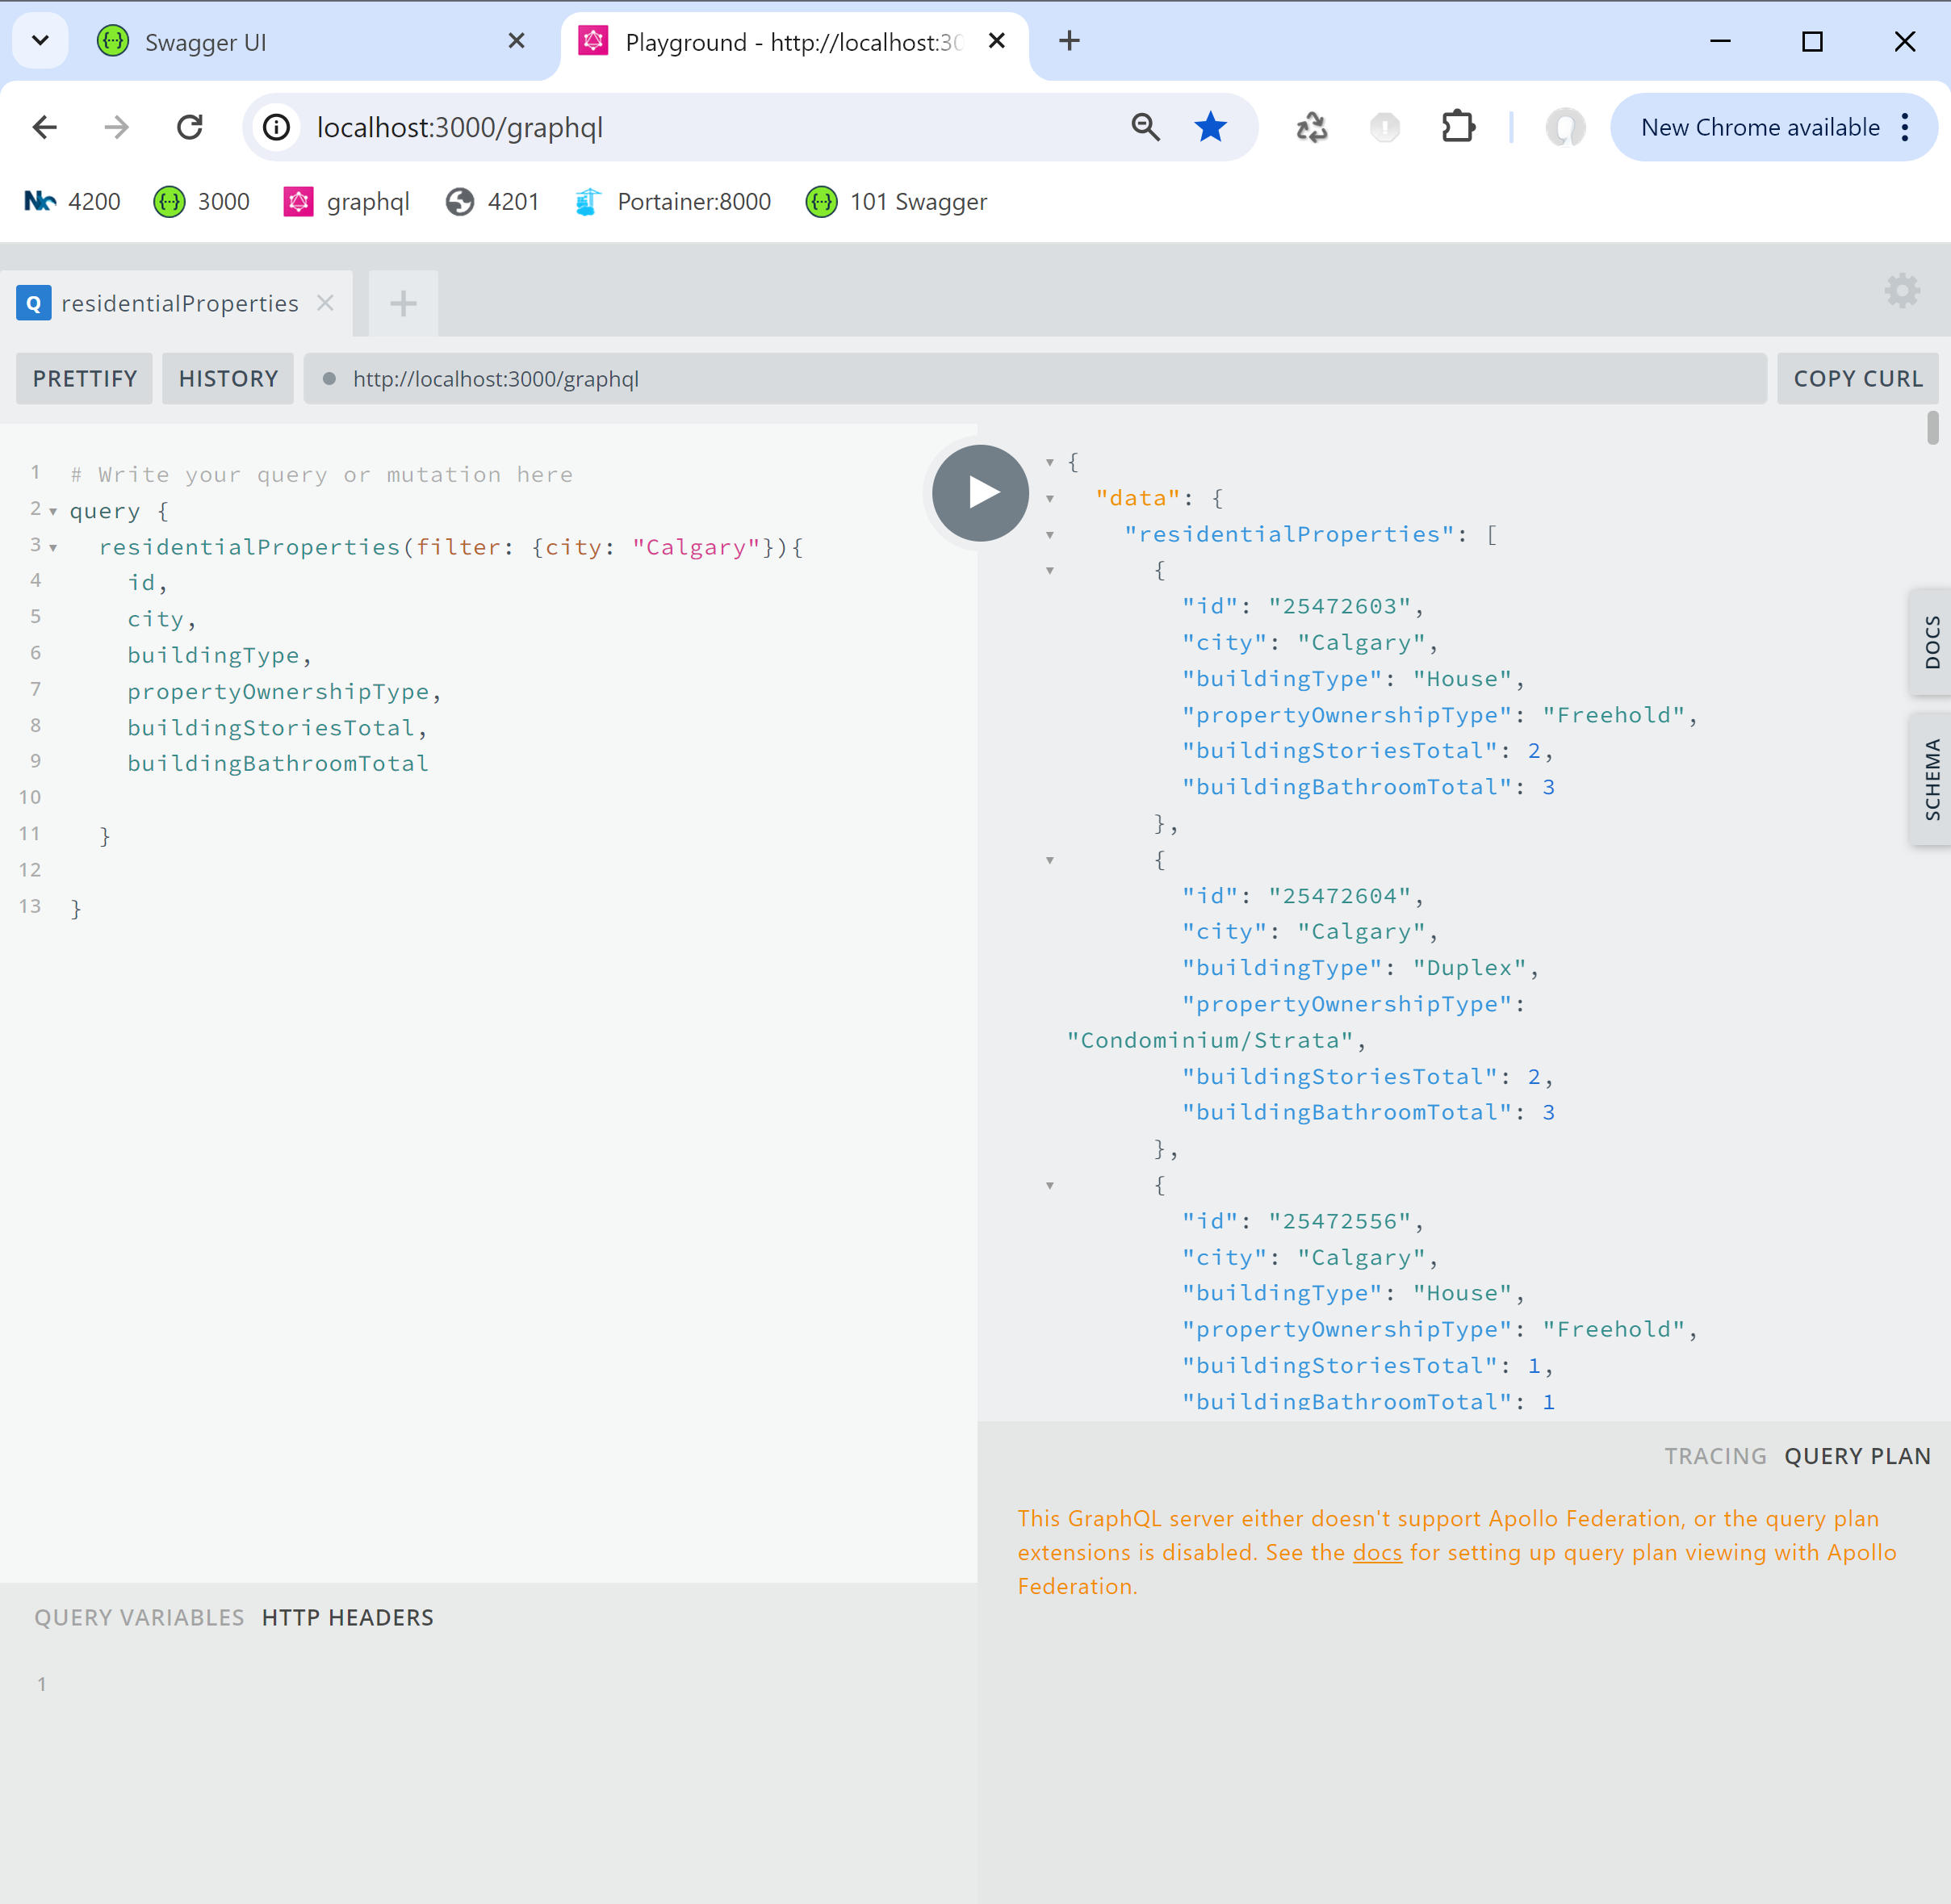 Swagger UI
Playground - http://localhost:30
localhost:3000/graphql
New Chrome available
4200
3000
graphql
4201
Portainer:8000
101 Swagger
Q residentialProperties
PRETTIFY
HISTORY
http://localhost:3000/graphql
COPY CURL
1 # Write your query or mutation here
2 query {
3 residentialProperties(filter: {city: "Calgary"}){
4 id,
5 city,
6 buildingType,
7 propertyOwnershipType,
8 buildingStoriesTotal,
9 buildingBathroomTotal
10
11 }
12
13 }
{
"data": {
"residentialProperties": [
{
"id": "25472603",
"city": "Calgary",
"buildingType": "House",
"propertyOwnershipType": "Freehold",
"buildingStoriesTotal": 2,
"buildingBathroomTotal": 3
},
{
"id": "25472604",
"city": "Calgary",
"buildingType": "Duplex",
"propertyOwnershipType":
"Condominium/Strata",
"buildingStoriesTotal": 2,
"buildingBathroomTotal": 3
},
{
"id": "25472556",
"city": "Calgary",
"buildingType": "House",
"propertyOwnershipType": "Freehold",
"buildingStoriesTotal": 1,
"buildingBathroomTotal": 1
DOCS
SCHEMA
TRACING QUERY PLAN
This GraphQL server either doesn't support Apollo Federation, or the query plan
extensions is disabled. See the docs for setting up query plan viewing with Apollo
Federation.
QUERY VARIABLES HTTP HEADERS
1